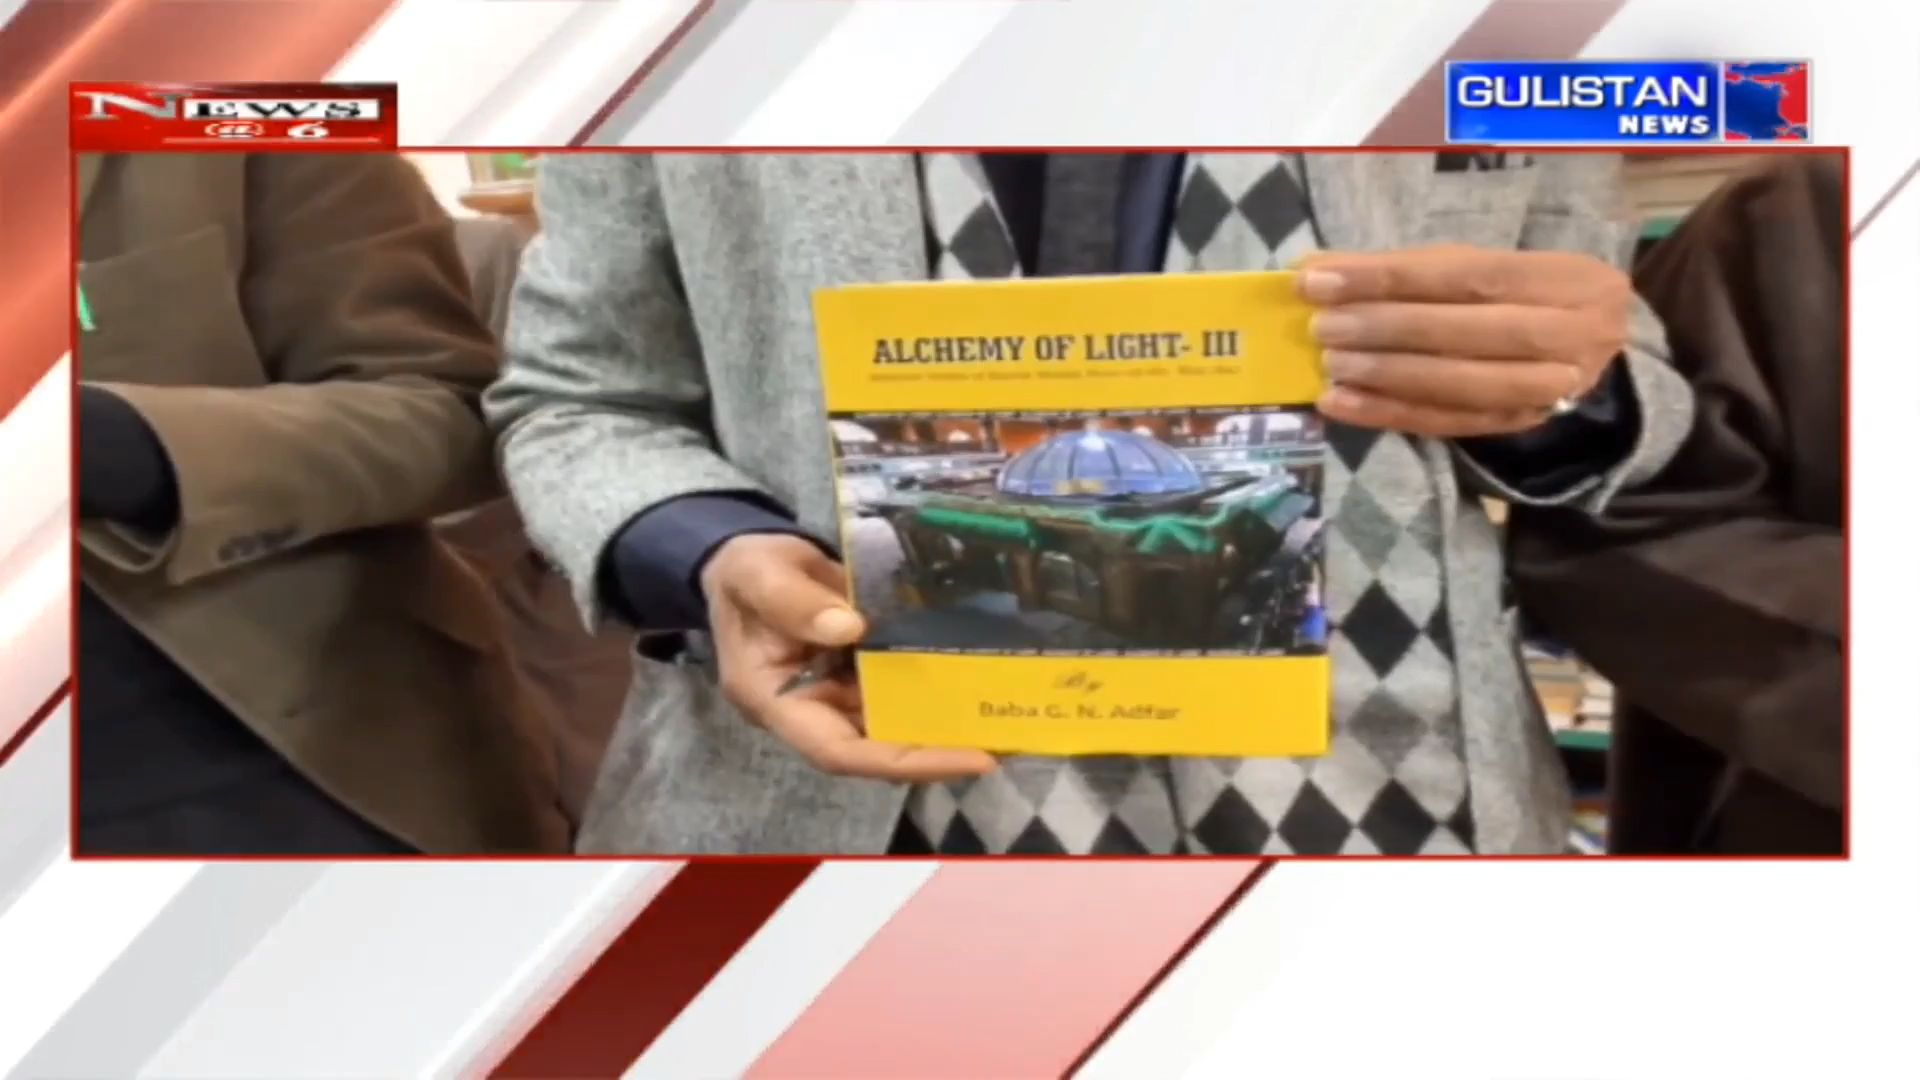 NEWS
@ 6
GULISTAN
NEWS
ALCHEMY OF LIGHT- III
By
Baba G. N. Adfar